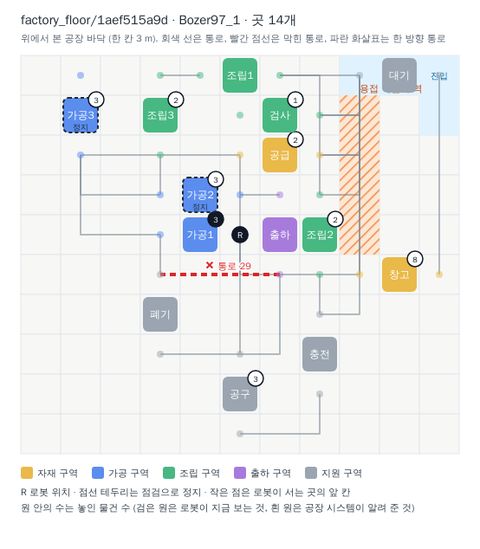 factory_floor/1aef515a9d · Bozer97_1 · 곳 14개
위에서 본 공장 바닥 (한 칸 3 m). 회색 선은 통로, 빨간 점선은 막힌 통로, 파란 화살표는 한 방향 통로
조립1
대기
진입
용접
역
가공3
3
정지
조립3
2
검사
1
공급
2
가공2
3
정지
가공1
3
R
출하
조립2
2
✖ 통로 29
창고
8
폐기
충전
공구
3
자재 구역
가공 구역
조립 구역
출하 구역
지원 구역
R 로봇 위치 · 점선 테두리는 점검으로 정지 · 작은 점은 로봇이 서는 곳의 앞 칸
원 안의 수는 놓인 물건 수 (검은 원은 로봇이 지금 보는 것, 흰 원은 공장 시스템이 알려 준 것)